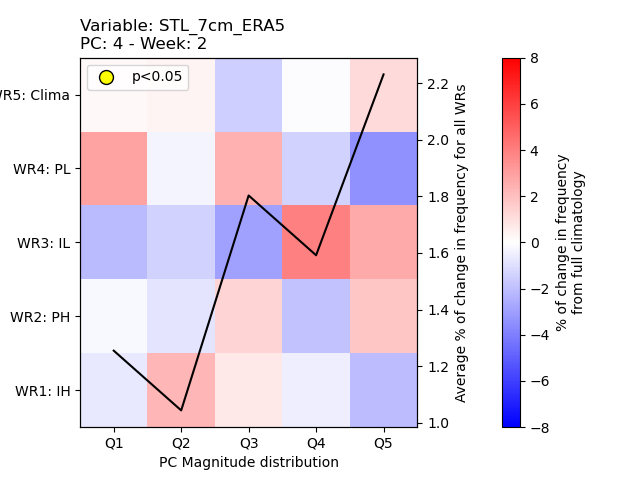 Variable: STL_7cm_ERA5
PC: 4 - Week: 2
p<0.05
WR5: Clima
WR4: PL
WR3: IL
WR2: PH
WR1: IH
Q1 Q2 Q3 Q4 Q5
PC Magnitude distribution
2.2
2.0
1.8
1.6
1.4
1.2
1.0
Average % of change in frequency for all WRs
8
6
4
2
0
−2
−4
−6
−8
% of change in frequency
from full climatology